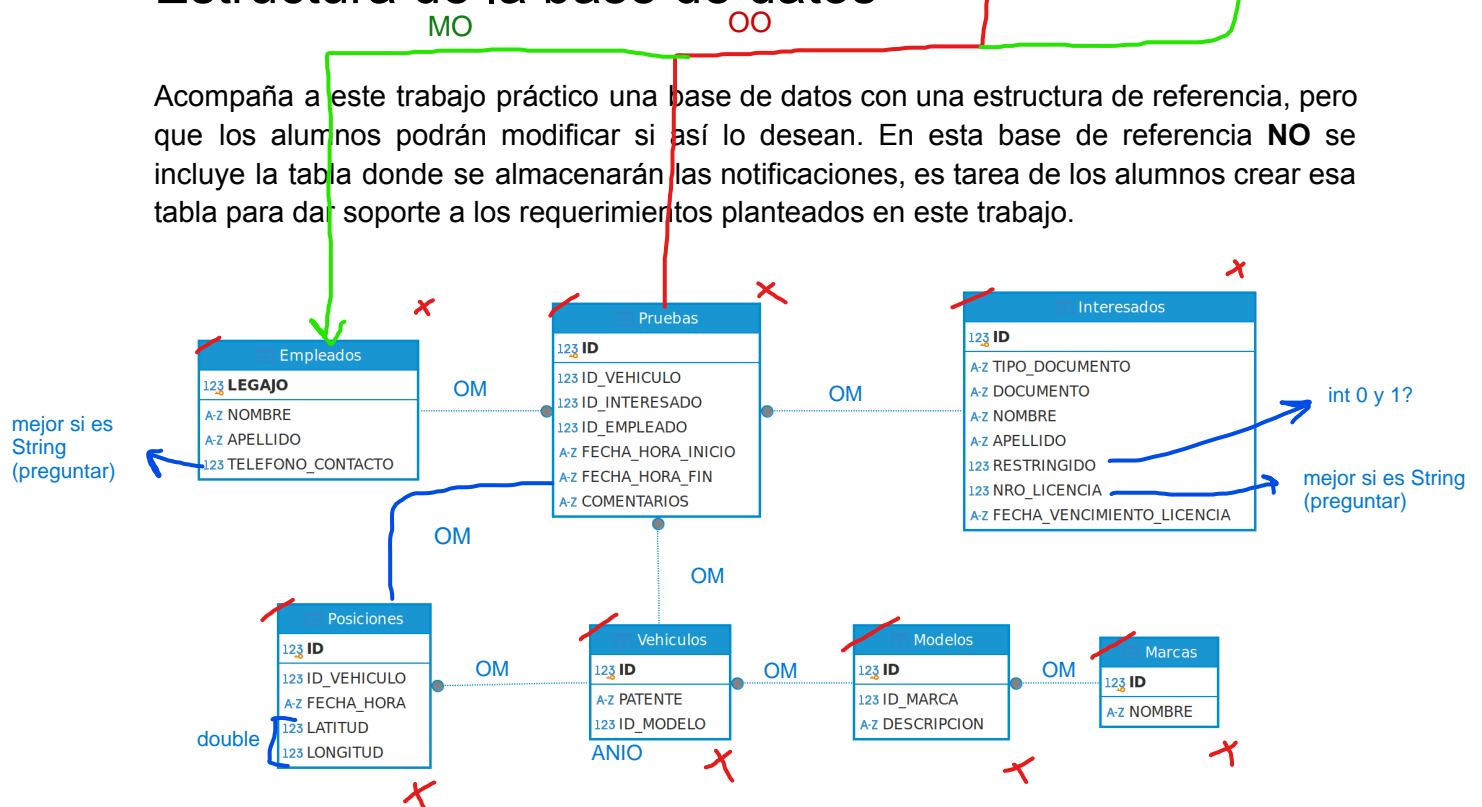 Estructura de la base de datos
MO
OO
Acompaña a este trabajo práctico una base de datos con una estructura de referencia, pero
que los alumnos podrán modificar si así lo desean. En esta base de referencia NO se
incluye la tabla donde se almacenarán las notificaciones, es tarea de los alumnos crear esa
tabla para dar soporte a los requerimientos planteados en este trabajo.
Empleados
123 LEGAJO
A-Z NOMBRE
A-Z APELLIDO
123 TELEFONO_CONTACTO
mejor si es
String
(preguntar)
OM
Pruebas
123 ID
123 ID_VEHICULO
123 ID_INTERESADO
123 ID_EMPLEADO
A-Z FECHA_HORA_INICIO
A-Z FECHA_HORA_FIN
A-Z COMENTARIOS
OM
Interesados
123 ID
A-Z TIPO_DOCUMENTO
A-Z DOCUMENTO
A-Z NOMBRE
A-Z APELLIDO
123 RESTRINGIDO
123 NRO_LICENCIA
A-Z FECHA_VENCIMIENTO_LICENCIA
int 0 y 1?
mejor si es String
(preguntar)
OM
OM
Posiciones
123 ID
123 ID_VEHICULO
A-Z FECHA_HORA
123 LATITUD
123 LONGITUD
double
OM
Vehiculos
123 ID
A-Z PATENTE
123 ID_MODELO
ANIO
OM
Modelos
123 ID
123 ID_MARCA
A-Z DESCRIPCION
OM
Marcas
123 ID
A-Z NOMBRE